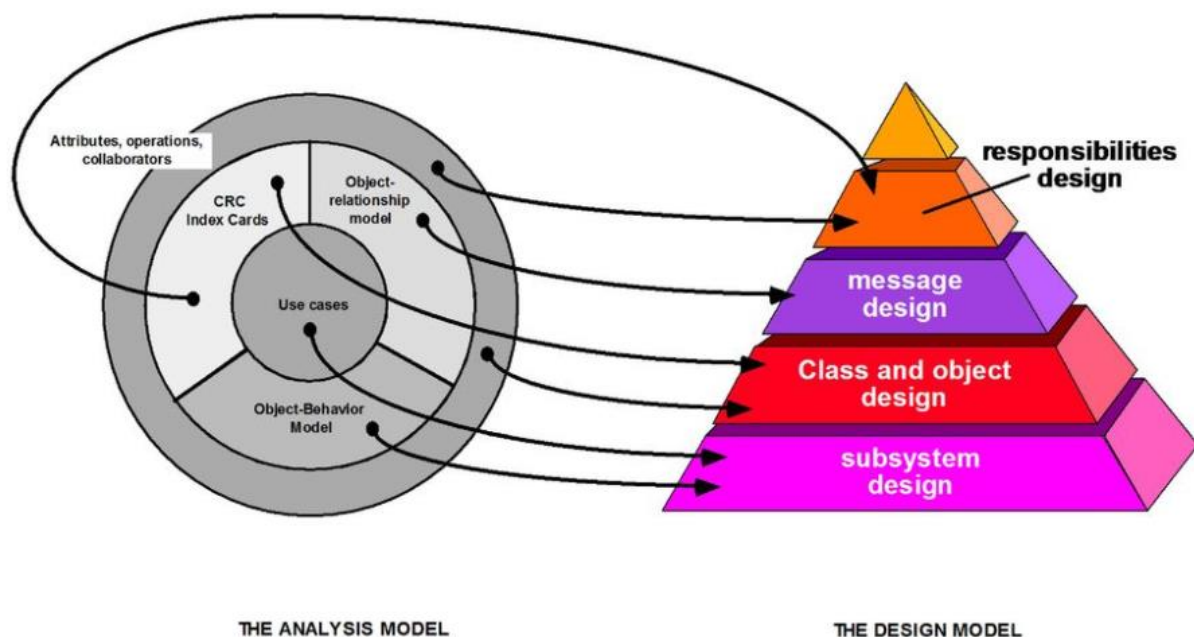 Attributes, operations,
collaborators
CRC
Index Cards
Object-
relationship
model
Use cases
Object-Behavior
Model
responsibilities
design
message
design
Class and object
design
subsystem
design
THE ANALYSIS MODEL
THE DESIGN MODEL